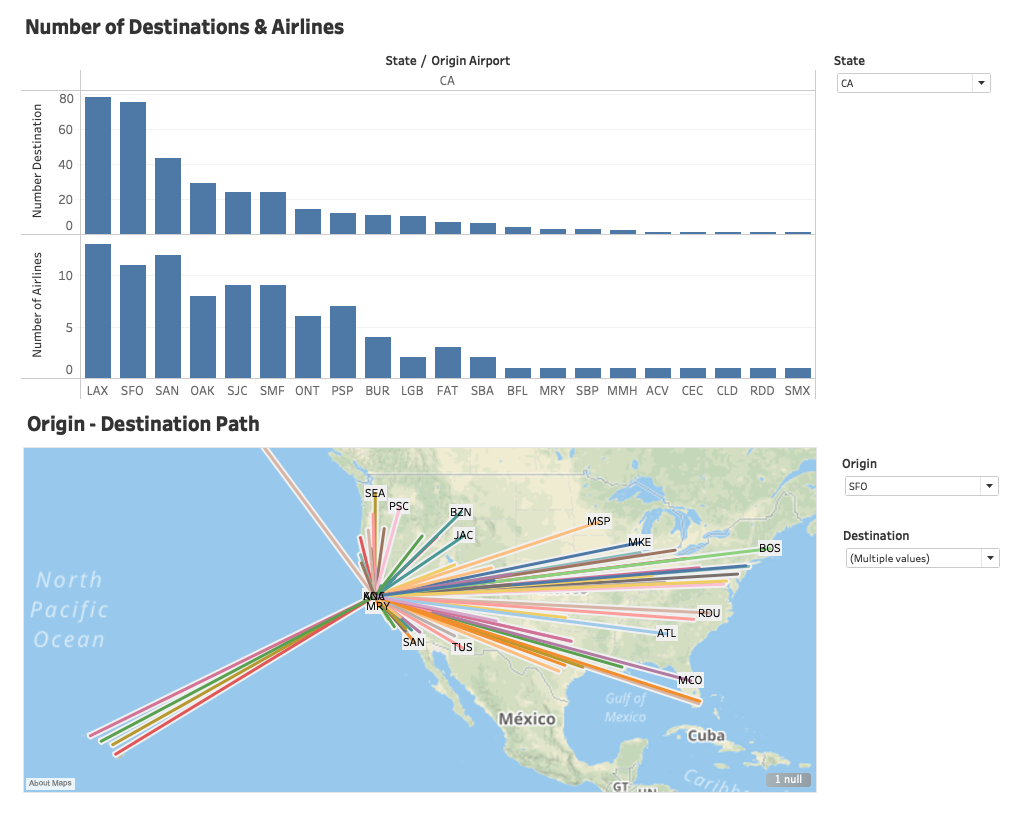 Number of Destinations & Airlines
State / Origin Airport
CA
State
CA
Number Destination
80
60
40
20
0
Number of Airlines
10
5
0
LAX SFO SAN OAK SJC SMF ONT PSP BUR LGB FAT SBA BFL MRY SBP MMH ACV CEC CLD RDD SMX
Origin - Destination Path
Origin
SFO
Destination
(Multiple values)
SEA
PSC
BZN
JAC
MSP
MKE
BOS
MRY
SAN
TUS
RDU
ATL
MCO
North
Pacific
Ocean
Gulf of
Mexico
México
Cuba
GT
About Maps
1 null